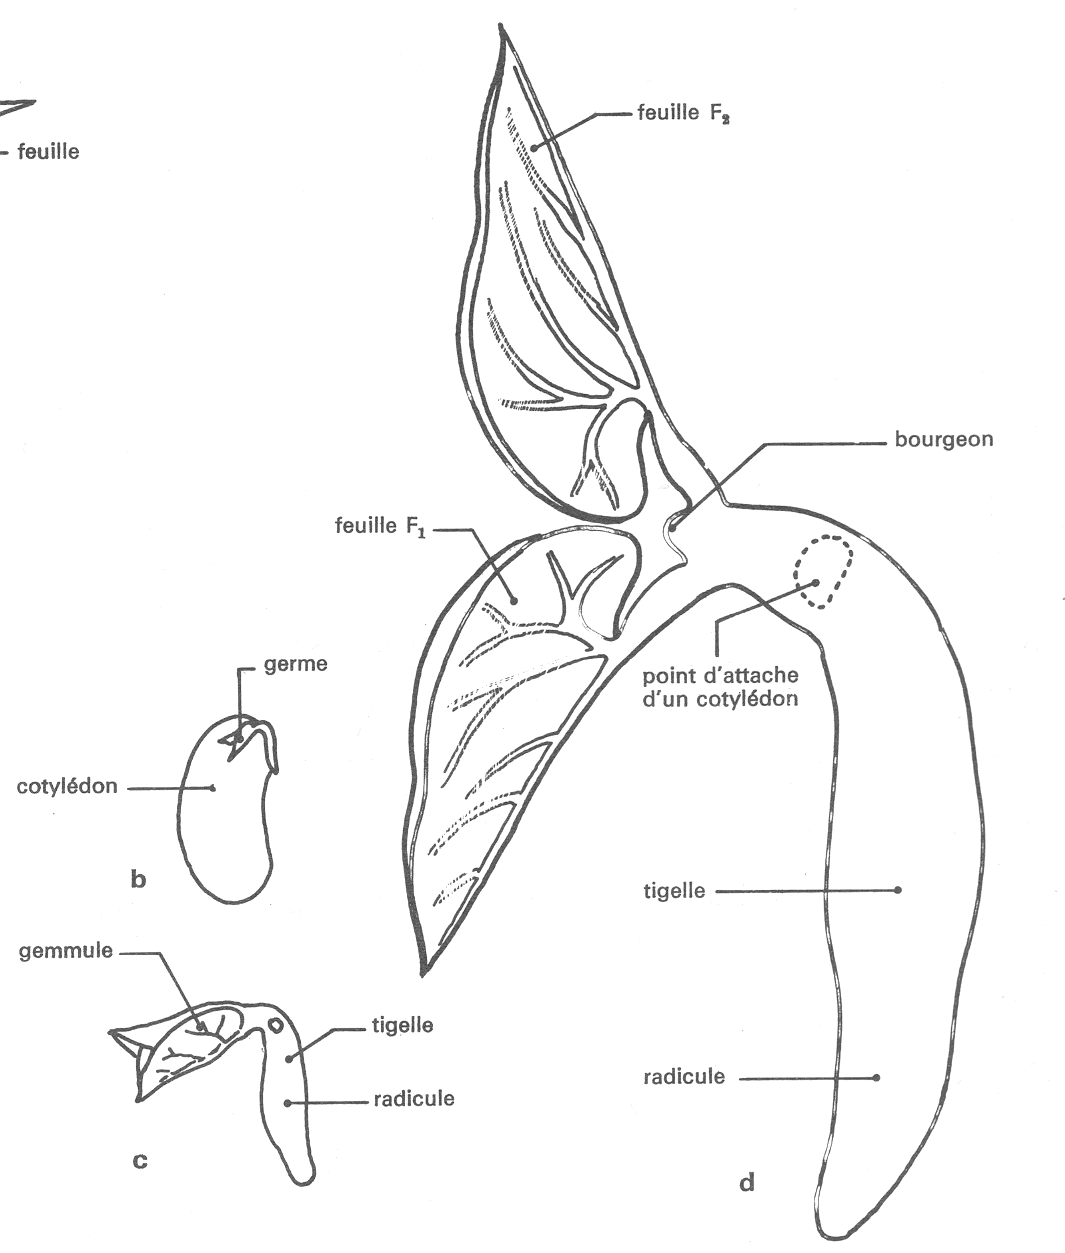 feuille F₂
feuille
bourgeon
feuille F₁
germe
point d'attache
d'un cotylédon
cotylédon
b
tigelle
gemmule
tigelle
radicule
radicule
c
d